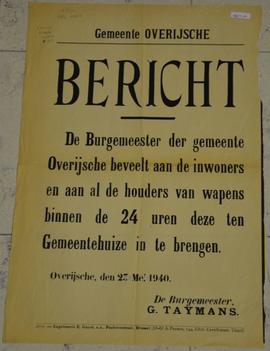 Gemeente OVERIJSCHE
BERICHT
De Burgemeester der gemeente
Overijsche beveelt aan de inwoners
en aan al de houders van wapens
binnen de 24 uren deze ten
Gemeentehuize in te brengen.
Overijsche, den 27 Mei 1940.
De Burgemeester,
G. TAYMANS.